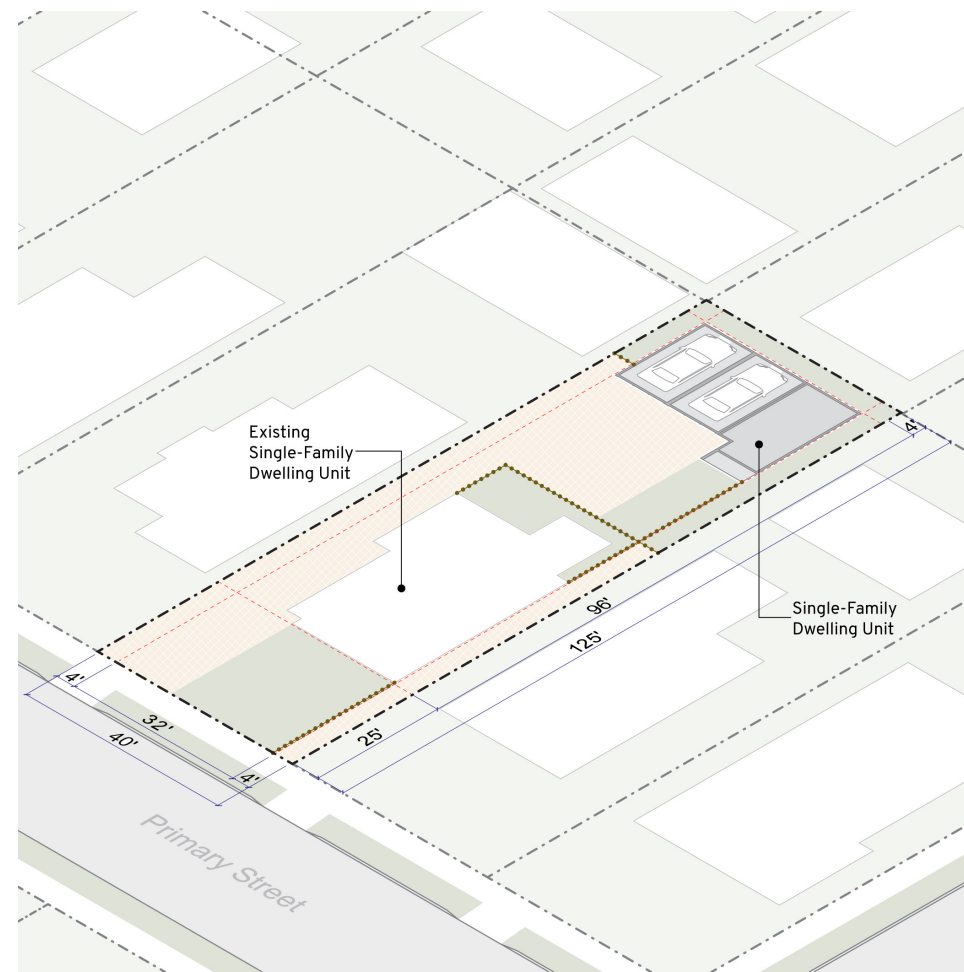 Existing
Single-Family
Dwelling Unit
4'
Single-Family
Dwelling Unit
96'
125'
4'
32'
40'
4'
25'
Primary Street